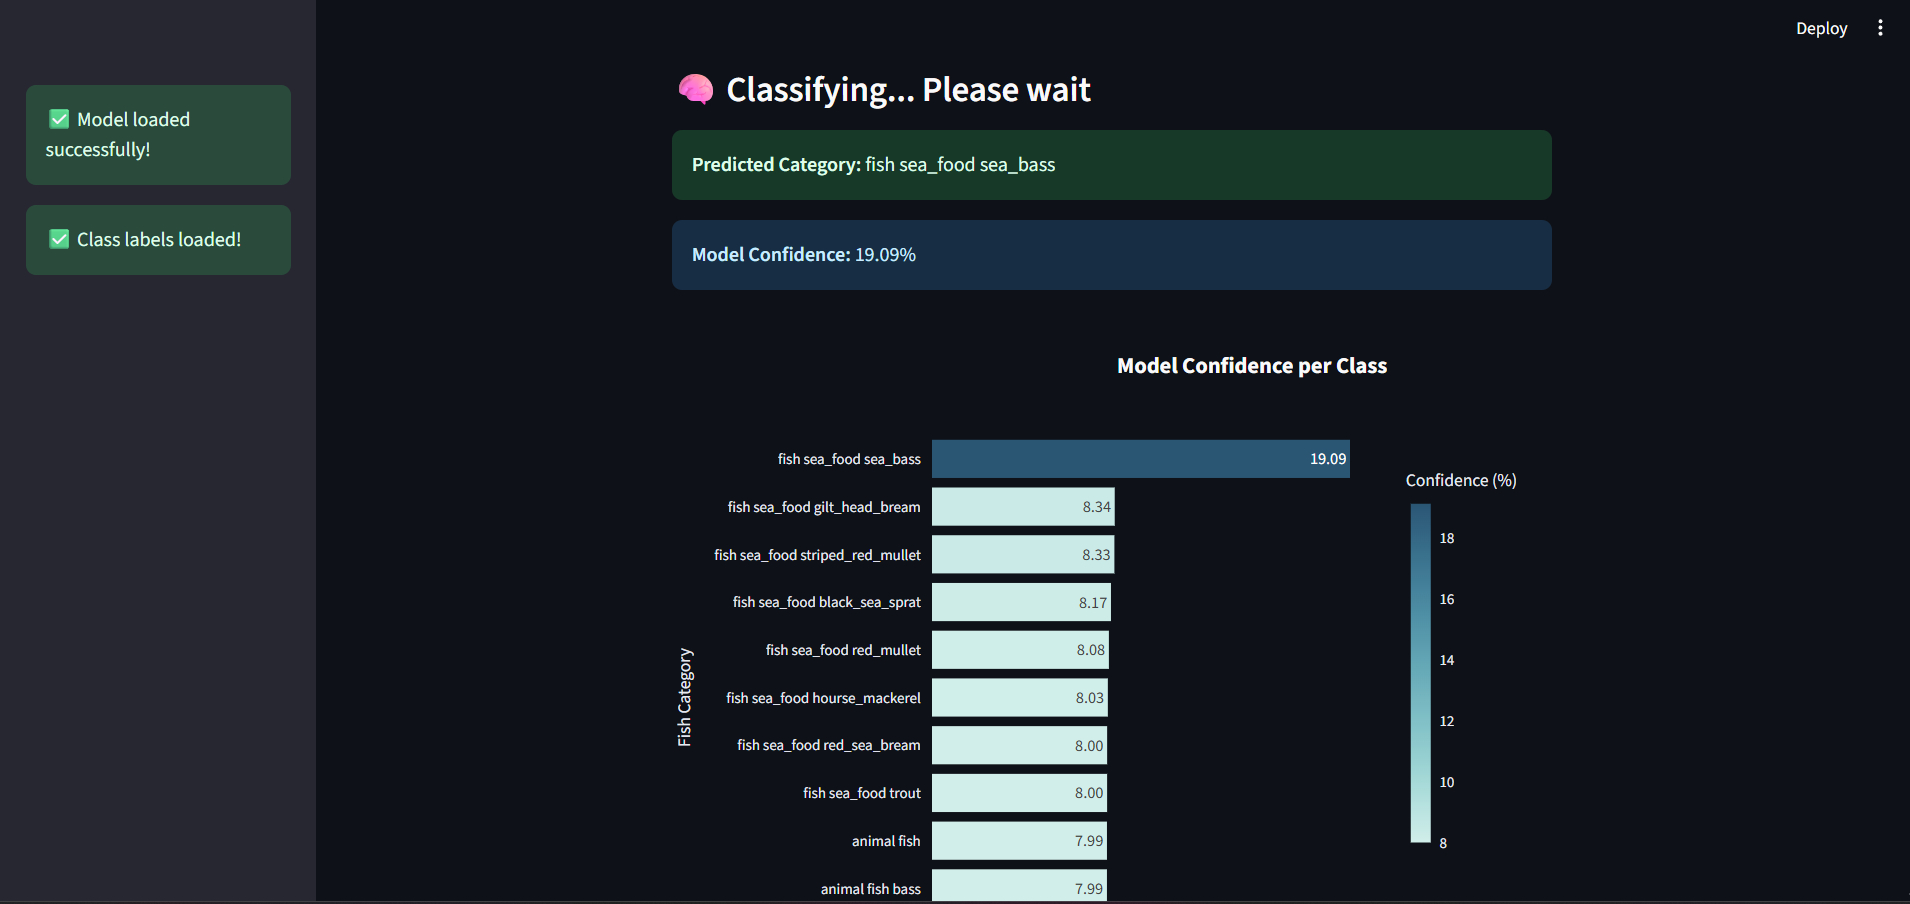 Deploy
✅ Model loaded
successfully!
✅ Class labels loaded!
🧠 Classifying... Please wait
Predicted Category: fish sea_food sea_bass
Model Confidence: 19.09%
Model Confidence per Class
Fish Category
fish sea_food sea_bass 19.09
fish sea_food gilt_head_bream 8.34
fish sea_food striped_red_mullet 8.33
fish sea_food black_sea_sprat 8.17
fish sea_food red_mullet 8.08
fish sea_food hourse_mackerel 8.03
fish sea_food red_sea_bream 8.00
fish sea_food trout 8.00
animal fish 7.99
animal fish bass 7.99
Confidence (%)
18
16
14
12
10
8